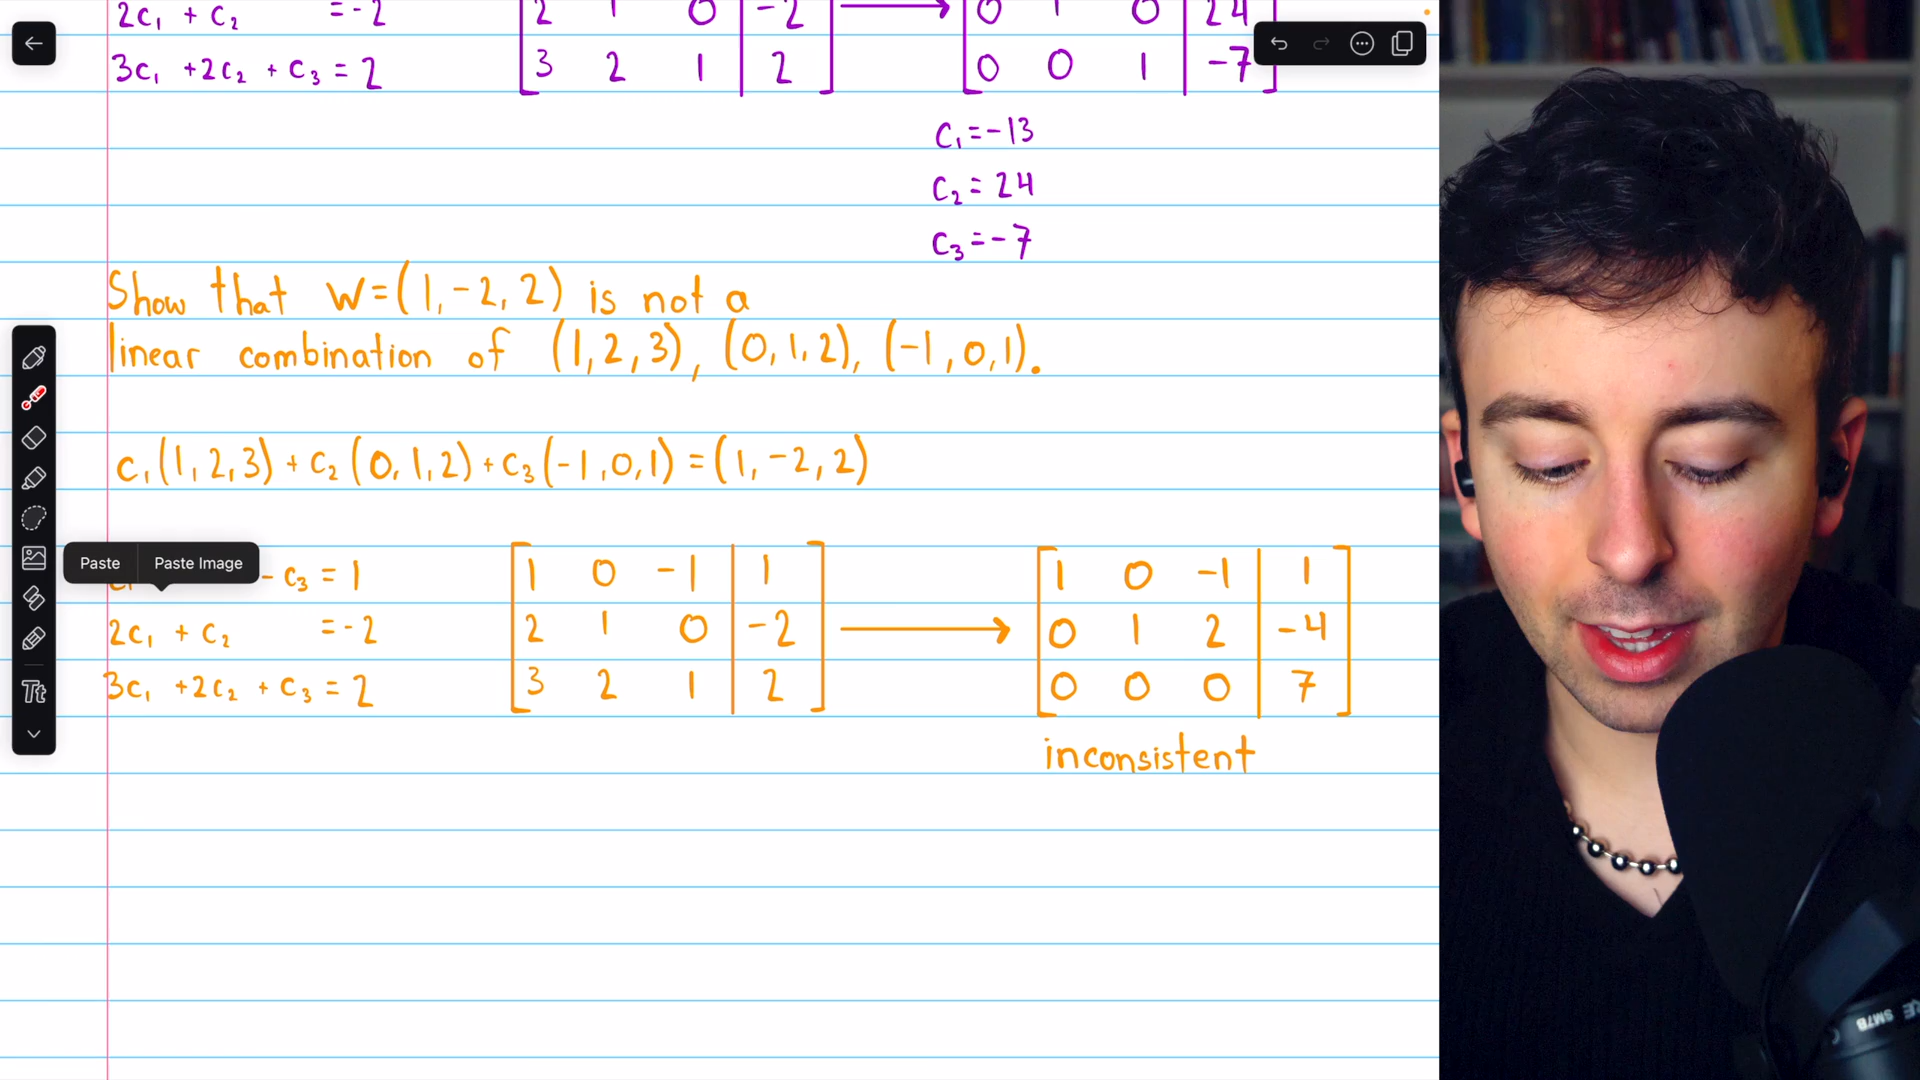 2c₁ + c₂ = -2
3c₁ + 2c₂ + c₃ = 2
2 1 0 | -2
3 2 1 | 2
0 1 0 | 24
0 0 1 | -7
c₁ = -13
c₂ = 24
c₃ = -7
Show that w = (1, -2, 2) is not a
linear combination of (1, 2, 3), (0, 1, 2), (-1, 0, 1).
c₁(1, 2, 3) + c₂(0, 1, 2) + c₃(-1, 0, 1) = (1, -2, 2)
Paste Paste Image
- c₃ = 1
2c₁ + c₂ = -2
3c₁ + 2c₂ + c₃ = 2
1 0 -1 | 1
2 1 0 | -2
3 2 1 | 2
1 0 -1 | 1
0 1 2 | -4
0 0 0 | 7
inconsistent
Tt
SM7B